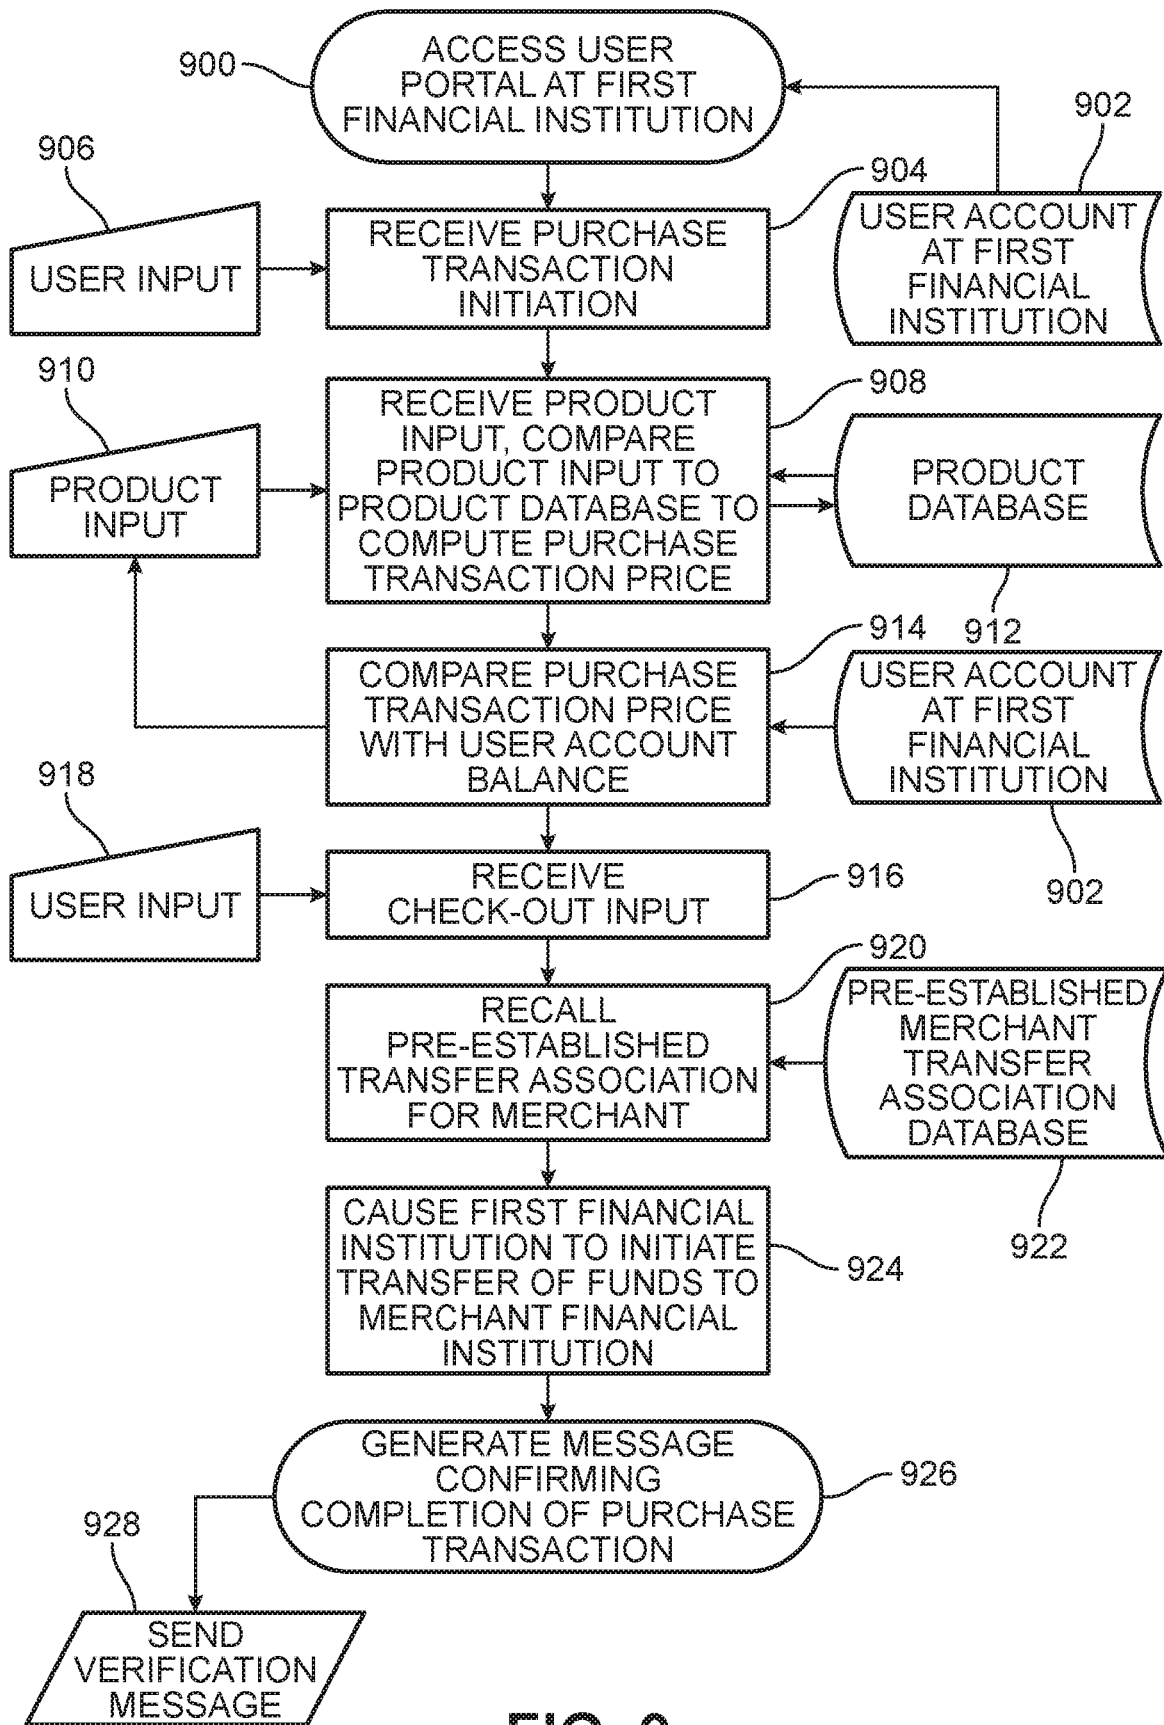 900
ACCESS USER
PORTAL AT FIRST
FINANCIAL INSTITUTION
902
906
904
USER INPUT
RECEIVE PURCHASE
TRANSACTION
INITIATION
USER ACCOUNT
AT FIRST
FINANCIAL
INSTITUTION
910
908
PRODUCT
INPUT
RECEIVE PRODUCT
INPUT, COMPARE
PRODUCT INPUT TO
PRODUCT DATABASE TO
COMPUTE PURCHASE
TRANSACTION PRICE
PRODUCT
DATABASE
912
914
COMPARE PURCHASE
TRANSACTION PRICE
WITH USER ACCOUNT
BALANCE
USER ACCOUNT
AT FIRST
FINANCIAL
INSTITUTION
902
918
USER INPUT
RECEIVE
CHECK-OUT INPUT
916
920
RECALL
PRE-ESTABLISHED
TRANSFER ASSOCIATION
FOR MERCHANT
PRE-ESTABLISHED
MERCHANT
TRANSFER
ASSOCIATION
DATABASE
922
CAUSE FIRST FINANCIAL
INSTITUTION TO INITIATE
TRANSFER OF FUNDS TO
MERCHANT FINANCIAL
INSTITUTION
924
GENERATE MESSAGE
CONFIRMING
COMPLETION OF PURCHASE
TRANSACTION
926
928
SEND
VERIFICATION
MESSAGE